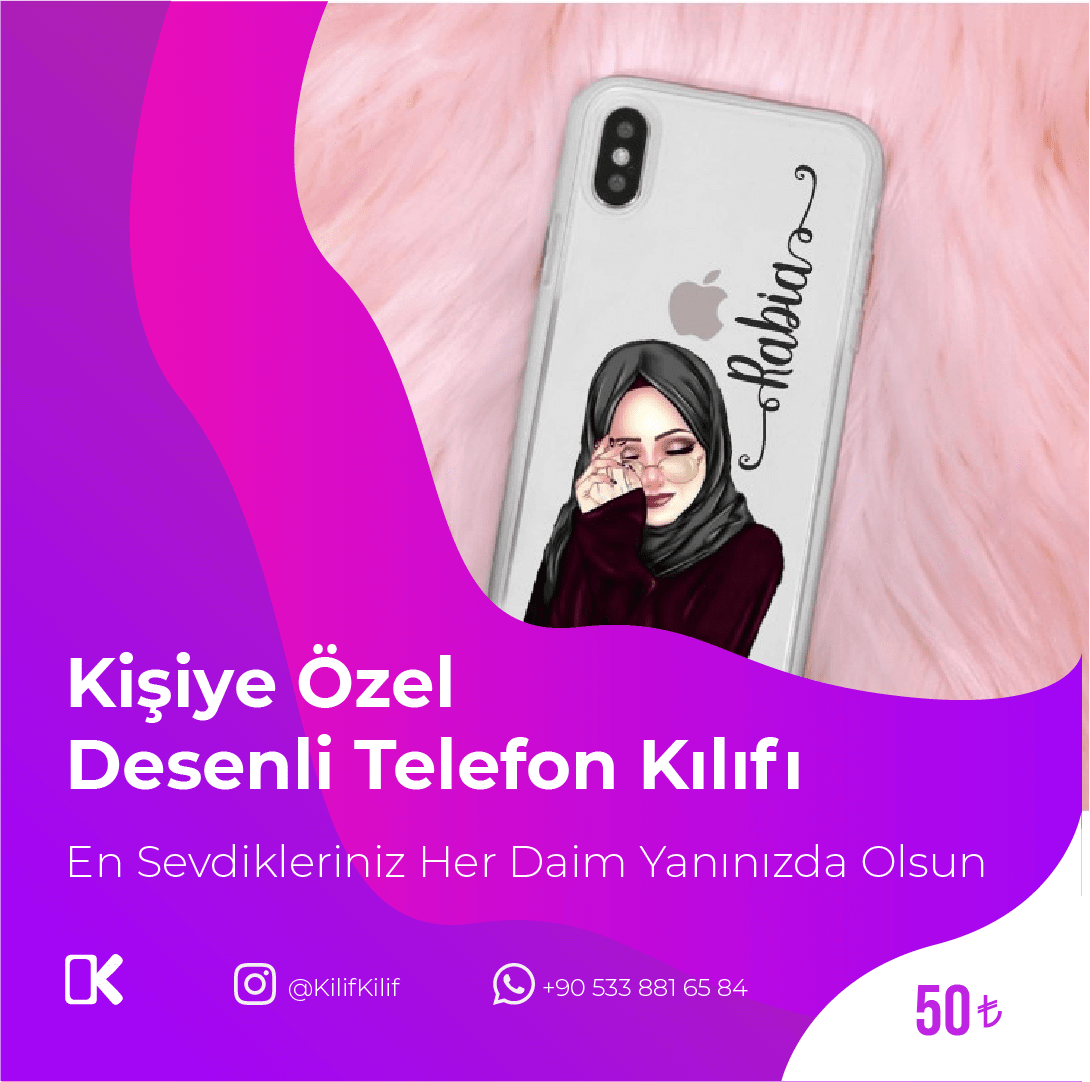 Rabia
Kişiye Özel
Desenli Telefon Kılıfı
En Sevdikleriniz Her Daim Yanınızda Olsun
K
@KilifKilif
+90 533 881 65 84
50₺